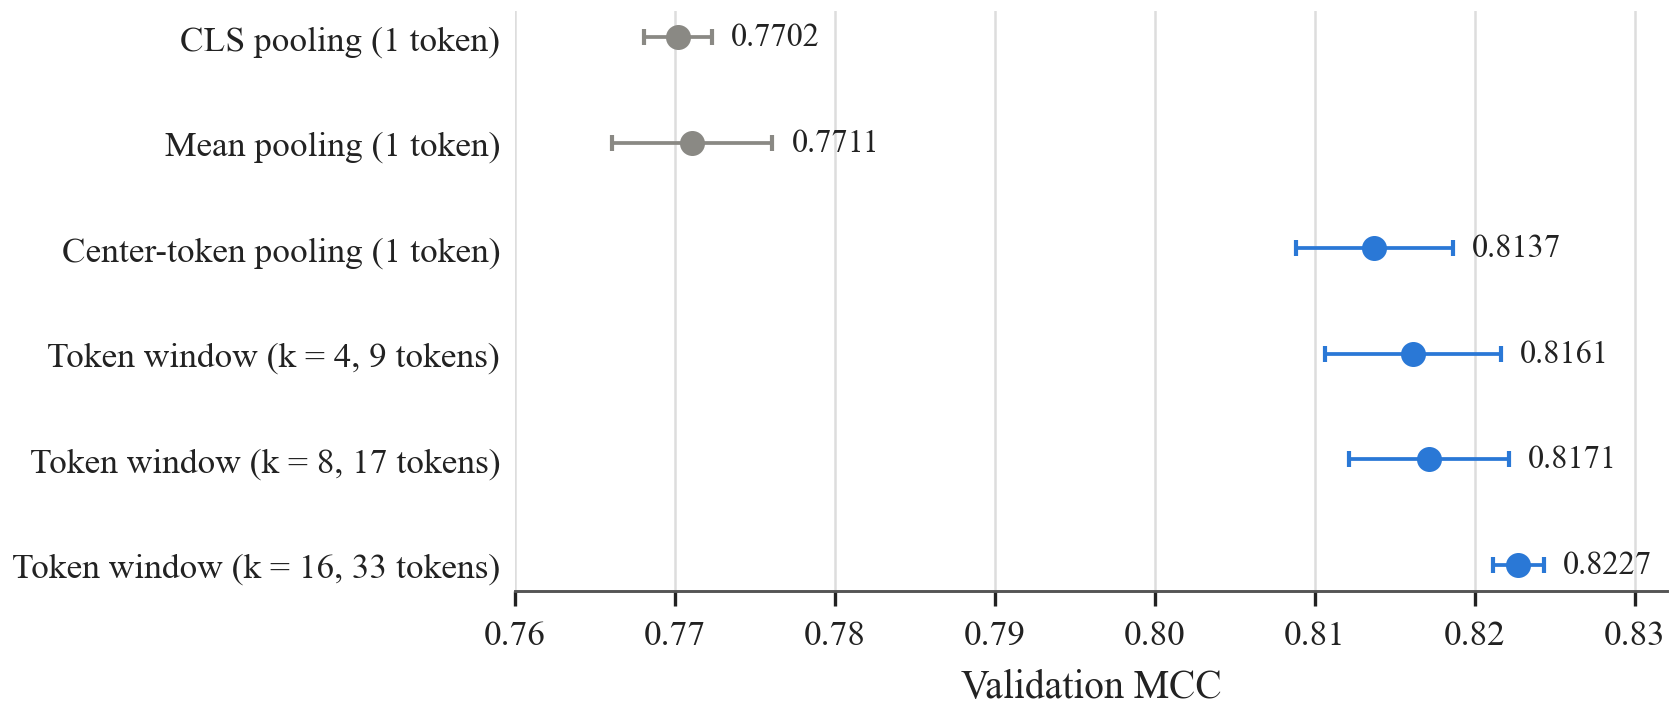 CLS pooling (1 token) 0.7702
Mean pooling (1 token) 0.7711
Center-token pooling (1 token) 0.8137
Token window (k = 4, 9 tokens) 0.8161
Token window (k = 8, 17 tokens) 0.8171
Token window (k = 16, 33 tokens) 0.8227
0.76 0.77 0.78 0.79 0.80 0.81 0.82 0.83
Validation MCC